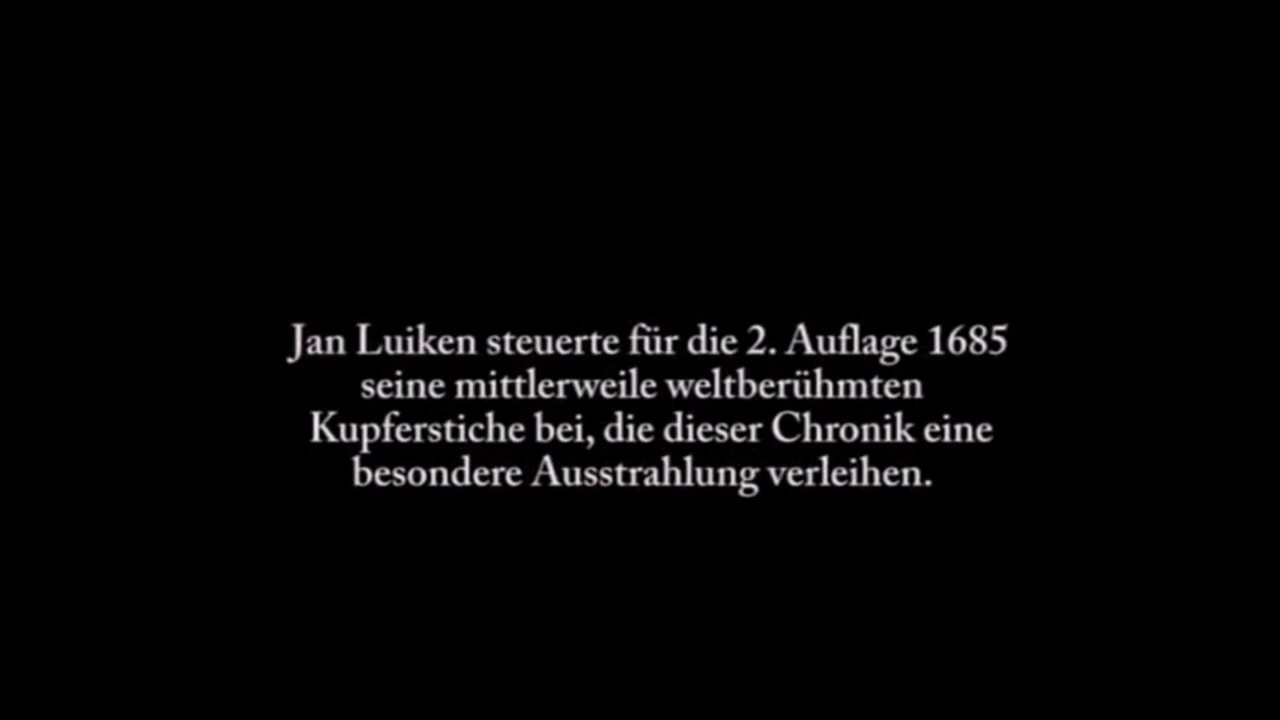 Jan Luiken steuerte für die 2. Auflage 1685
seine mittlerweile weltberühmten
Kupferstiche bei, die dieser Chronik eine
besondere Ausstrahlung verleihen.